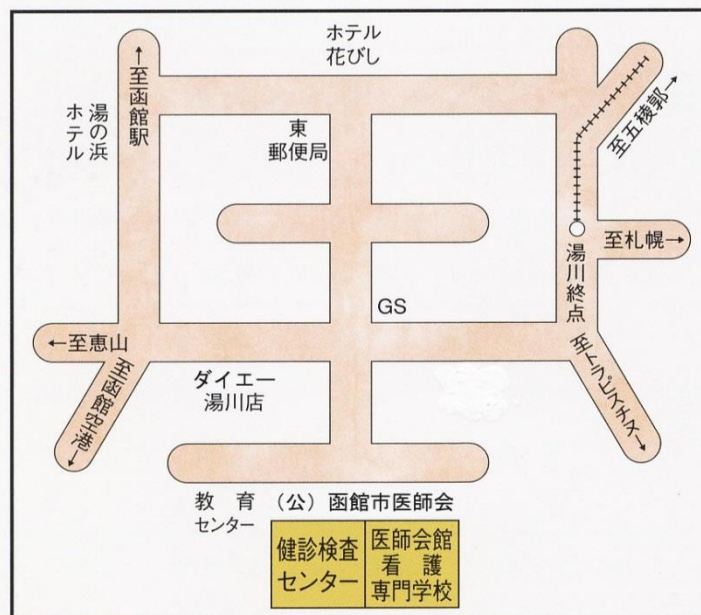 ホテル
花びし
←至函館駅
湯の浜
ホテル
東
郵便局
至五稜郭→
至札幌→
湯川終点
GS
←至恵山
至函館空港→
ダイエー
湯川店
至トラピスチヌ→
教育
センター
（公）函館市医師会
健診検査
センター
医師会館
看護
専門学校